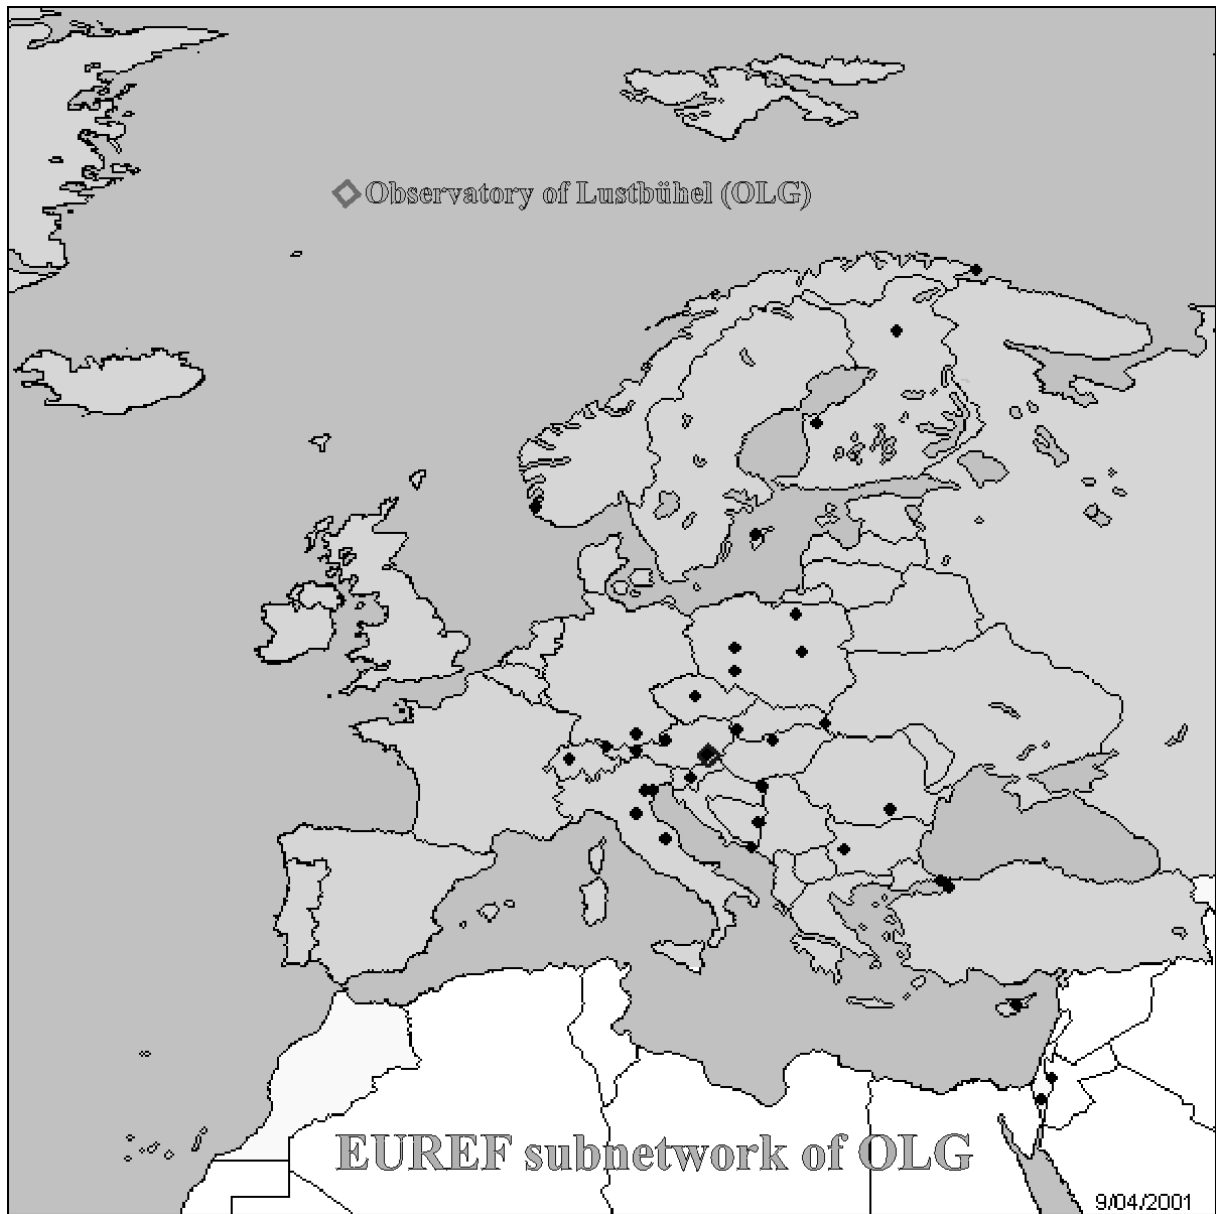 Observatory of Lustbühel (OLG)
EUREF subnetwork of OLG
9/04/2001